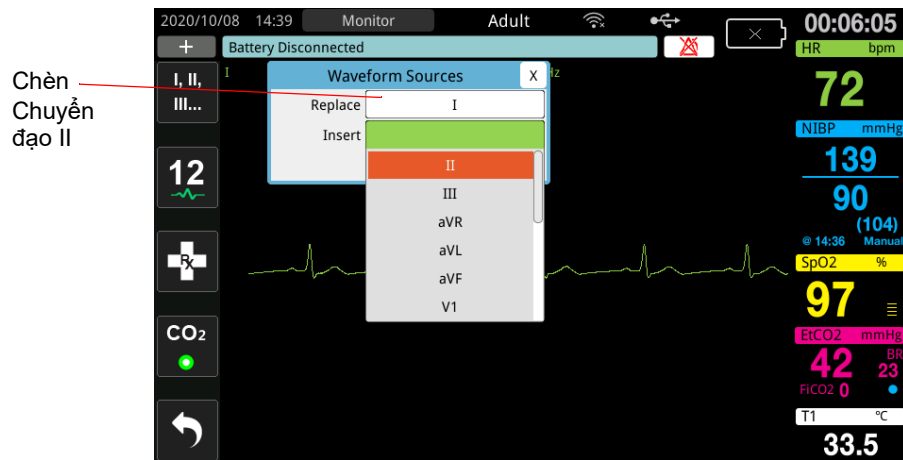 Chèn
Chuyển
đạo II
2020/10/08 14:39 Monitor Adult 00:06:05
+ Battery Disconnected
I, II,
III...
I
Hz
Waveform Sources X
Replace I
Insert
II
III
aVR
aVL
aVF
V1
12
Rx
CO₂
HR bpm
72
NIBP mmHg
139
90
(104)
@ 14:36 Manual
SpO2 %
97
EtCO2 mmHg
42
BR
23
FiCO2 0
T1 °C
33.5